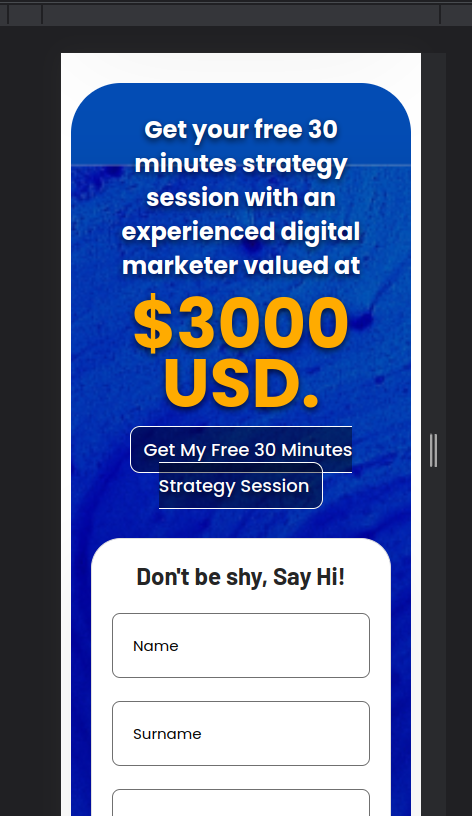 Get your free 30
minutes strategy
session with an
experienced digital
marketer valued at
$3000
USD.
Get My Free 30 Minutes
Strategy Session
Don't be shy, Say Hi!
Name
Surname